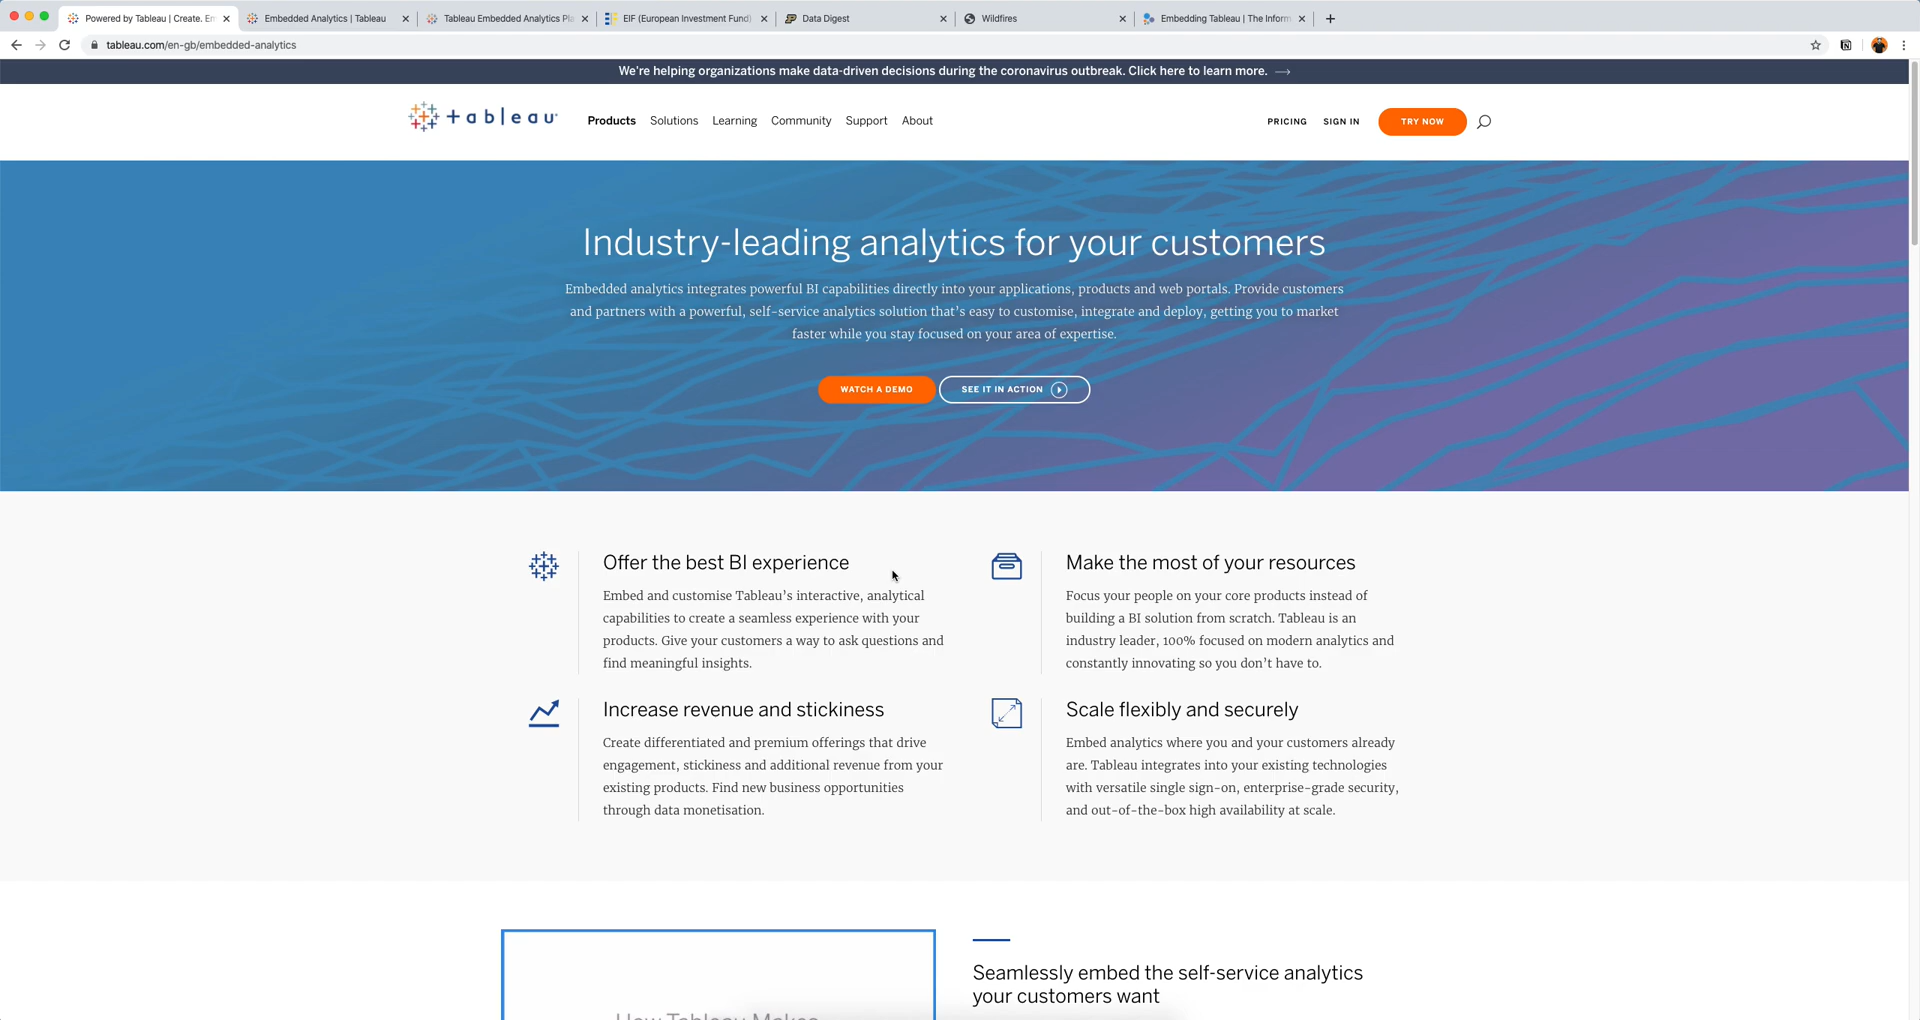 Powered by Tableau | Create. Em
Embedded Analytics | Tableau
Tableau Embedded Analytics Pla
EIF (European Investment Fund)
Data Digest
Wildfires
Embedding Tableau | The Inform
tableau.com/en-gb/embedded-analytics
We're helping organizations make data-driven decisions during the coronavirus outbreak. Click here to learn more. →
+ableau
Products Solutions Learning Community Support About
PRICING SIGN IN TRY NOW
Industry-leading analytics for your customers
Embedded analytics integrates powerful BI capabilities directly into your applications, products and web portals. Provide customers
and partners with a powerful, self-service analytics solution that's easy to customise, integrate and deploy, getting you to market
faster while you stay focused on your area of expertise.
WATCH A DEMO
SEE IT IN ACTION
Offer the best BI experience
Embed and customise Tableau's interactive, analytical
capabilities to create a seamless experience with your
products. Give your customers a way to ask questions and
find meaningful insights.
Make the most of your resources
Focus your people on your core products instead of
building a BI solution from scratch. Tableau is an
industry leader, 100% focused on modern analytics and
constantly innovating so you don't have to.
Increase revenue and stickiness
Create differentiated and premium offerings that drive
engagement, stickiness and additional revenue from your
existing products. Find new business opportunities
through data monetisation.
Scale flexibly and securely
Embed analytics where you and your customers already
are. Tableau integrates into your existing technologies
with versatile single sign-on, enterprise-grade security,
and out-of-the-box high availability at scale.
How Tableau Makes
Seamlessly embed the self-service analytics
your customers want